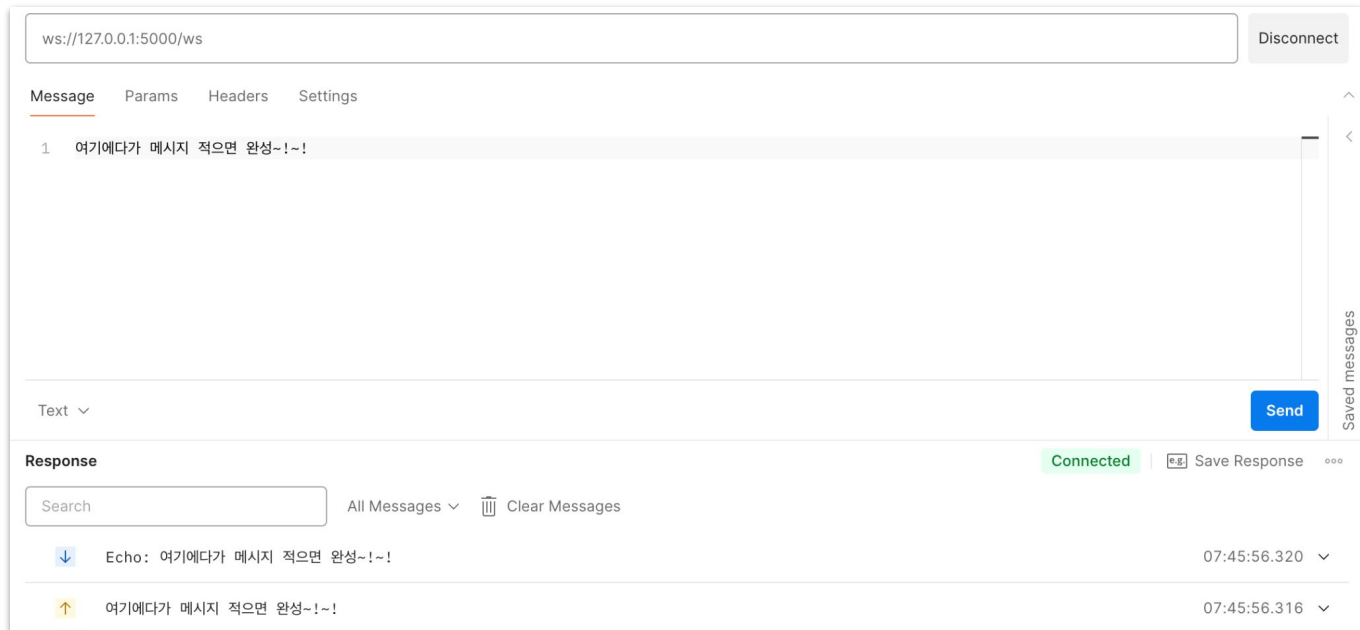 ws://127.0.0.1:5000/ws
Disconnect
Message Params Headers Settings
1 여기에다가 메시지 적으면 완성~!~!
Saved messages
Text
Send
Response
Connected
e.g. Save Response
Search
All Messages
Clear Messages
Echo: 여기에다가 메시지 적으면 완성~!~!
07:45:56.320
여기에다가 메시지 적으면 완성~!~!
07:45:56.316